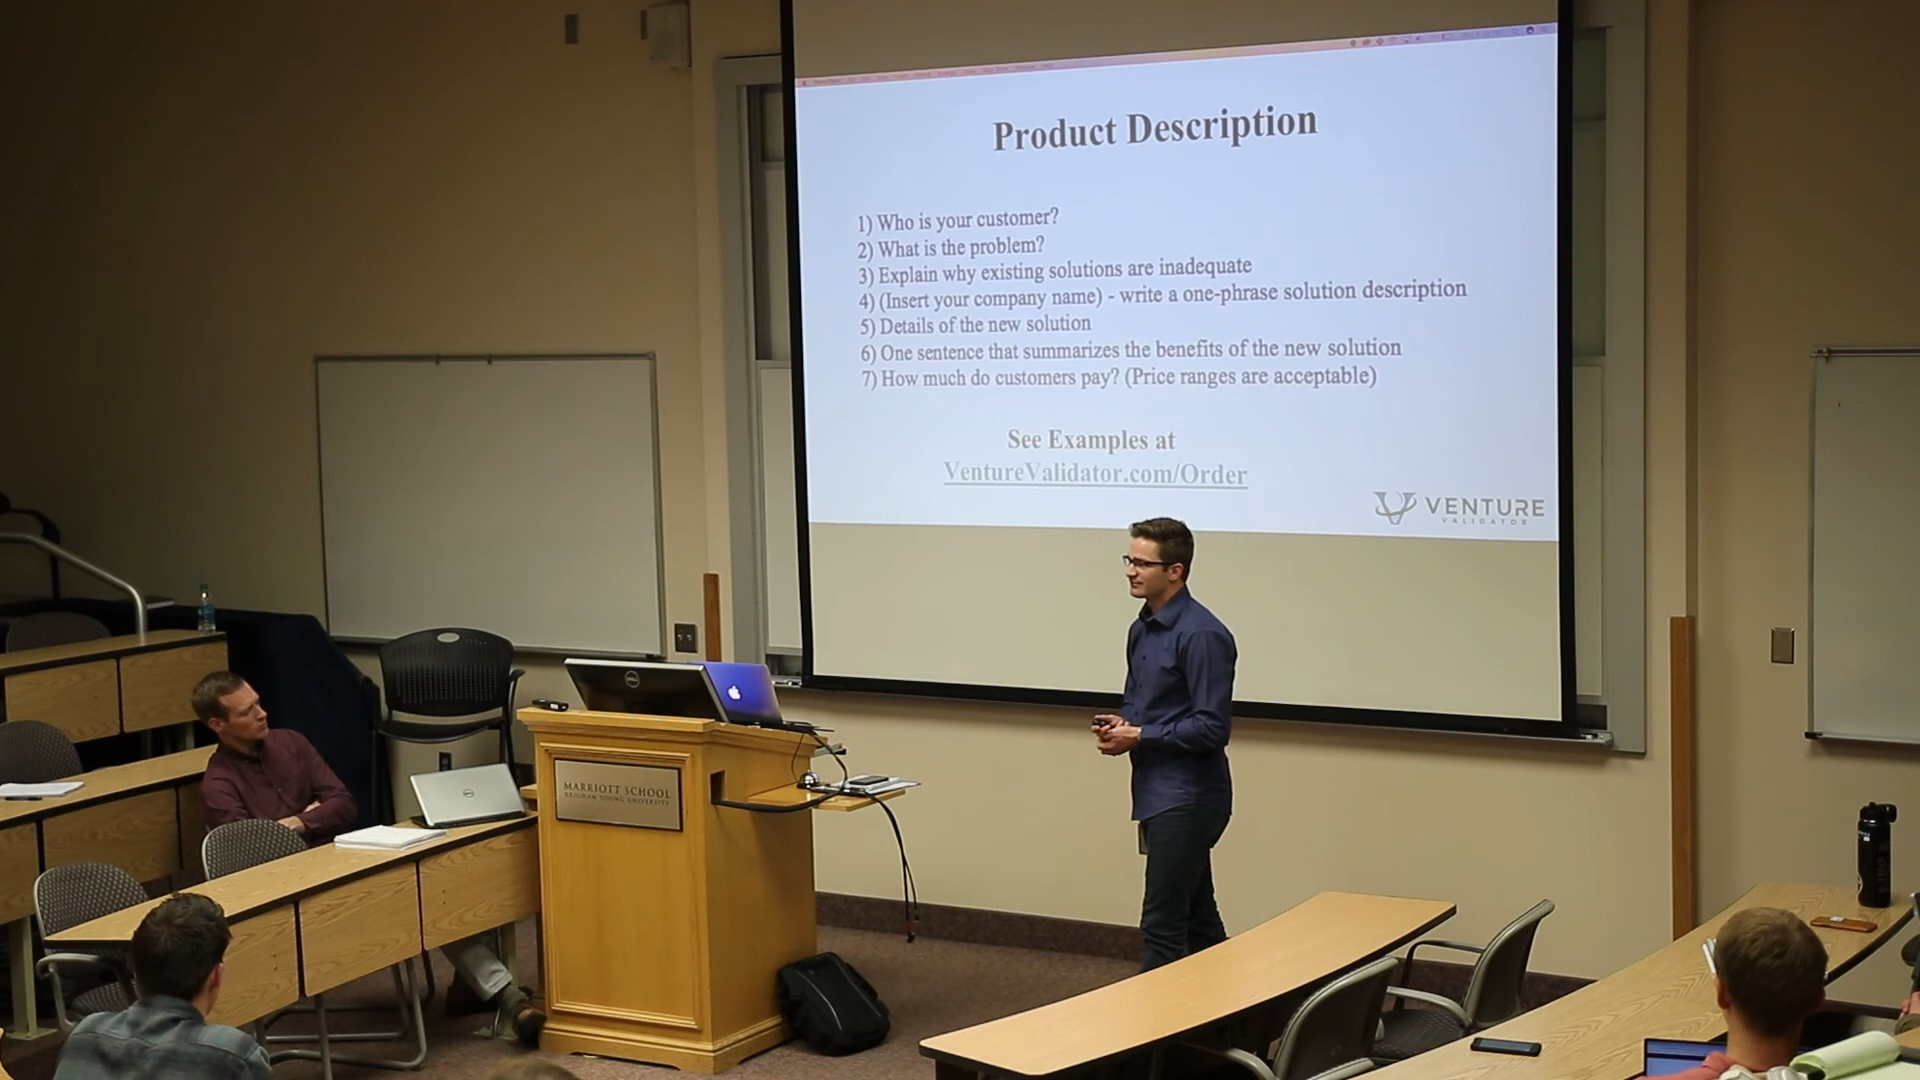 Product Description
1) Who is your customer?
2) What is the problem?
3) Explain why existing solutions are inadequate
4) (Insert your company name) - write a one-phrase solution description
5) Details of the new solution
6) One sentence that summarizes the benefits of the new solution
7) How much do customers pay? (Price ranges are acceptable)
See Examples at
VentureValidator.com/Order
VENTURE
VALIDATOR
MARRIOTT SCHOOL
BRIGHAM YOUNG UNIVERSITY